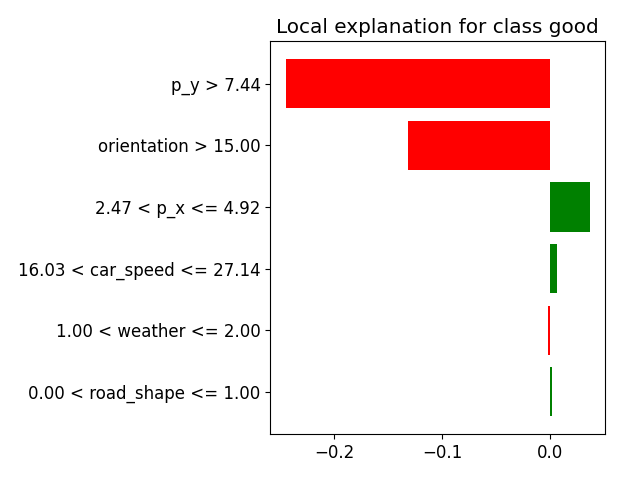 Local explanation for class good
p_y > 7.44
orientation > 15.00
2.47 < p_x <= 4.92
16.03 < car_speed <= 27.14
1.00 < weather <= 2.00
0.00 < road_shape <= 1.00
−0.2 −0.1 0.0